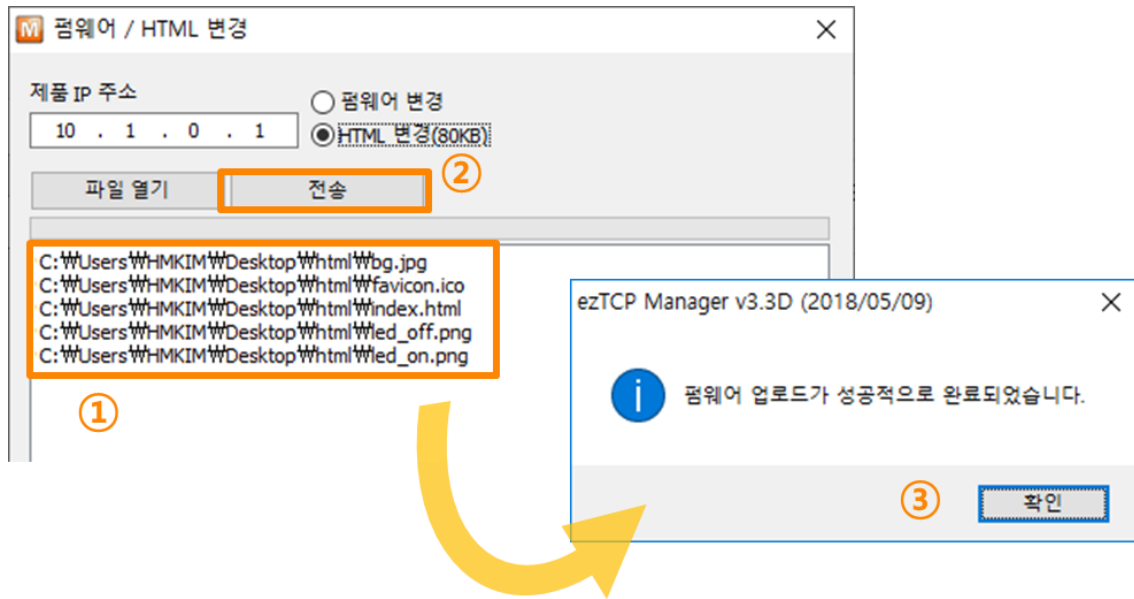 M 펌웨어 / HTML 변경
제품 IP 주소
펌웨어 변경
10 . 1 . 0 . 1
HTML 변경(80KB)
②
파일 열기 전송
C:₩Users₩HMKIM₩Desktop₩html₩bg.jpg
C:₩Users₩HMKIM₩Desktop₩html₩favicon.ico
C:₩Users₩HMKIM₩Desktop₩html₩index.html
C:₩Users₩HMKIM₩Desktop₩html₩led_off.png
C:₩Users₩HMKIM₩Desktop₩html₩led_on.png
①
ezTCP Manager v3.3D (2018/05/09)
펌웨어 업로드가 성공적으로 완료되었습니다.
③
확인